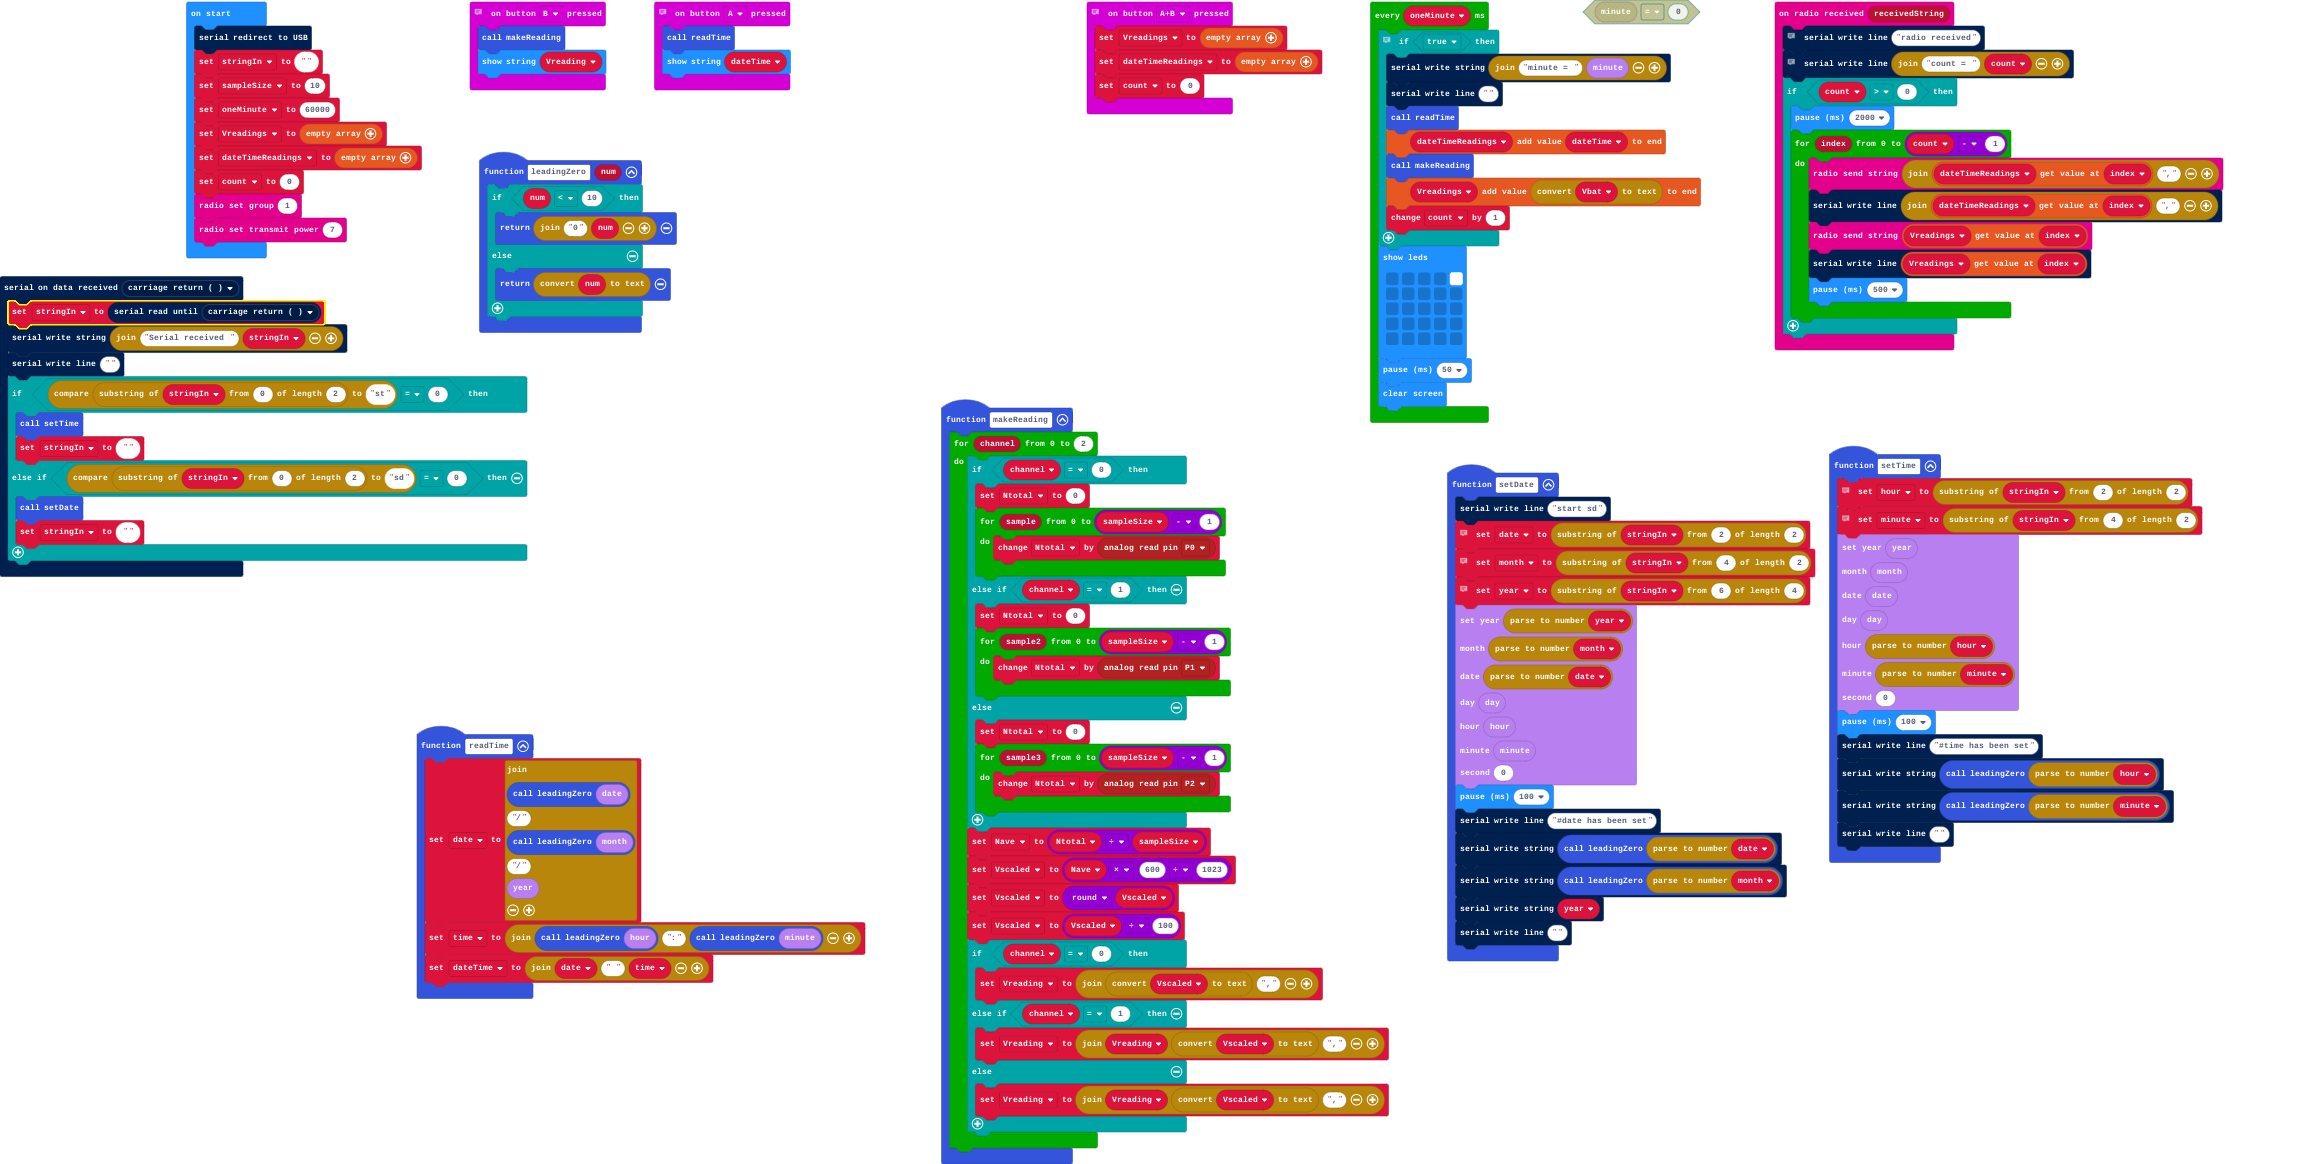 on start
serial redirect to USB
set stringIn to ""
set sampleSize to 10
set oneMinute to 60000
set Vreadings to empty array
set dateTimeReadings to empty array
set count to 0
radio set group 1
radio set transmit power 7
on button B pressed
call makeReading
show string Vreading
on button A pressed
call readTime
show string dateTime
on button A+B pressed
set Vreadings to empty array
set dateTimeReadings to empty array
set count to 0
every oneMinute ms
if true then
serial write string join "minute = " minute
serial write line ""
call readTime
dateTimeReadings add value dateTime to end
call makeReading
Vreadings add value convert Vbat to text to end
change count by 1
show leds
pause (ms) 50
clear screen
minute = 0
on radio received receivedString
serial write line "radio received"
serial write line join "count = " count
if count > 0 then
pause (ms) 2000
for index from 0 to count - 1
do
radio send string join dateTimeReadings get value at index ","
serial write line join dateTimeReadings get value at index ","
radio send string Vreadings get value at index
serial write line Vreadings get value at index
pause (ms) 500
function leadingZero num
if num < 10 then
return join "0" num
else
return convert num to text
serial on data received carriage return ( )
set stringIn to serial read until carriage return ( )
serial write string join "Serial received " stringIn
serial write line ""
if compare substring of stringIn from 0 of length 2 to "st" = 0 then
call setTime
set stringIn to ""
else if compare substring of stringIn from 0 of length 2 to "sd" = 0 then
call setDate
set stringIn to ""
function makeReading
for channel from 0 to 2
do
if channel = 0 then
set Ntotal to 0
for sample from 0 to sampleSize - 1
do change Ntotal by analog read pin P0
else if channel = 1 then
set Ntotal to 0
for sample2 from 0 to sampleSize - 1
do change Ntotal by analog read pin P1
else
set Ntotal to 0
for sample3 from 0 to sampleSize - 1
do change Ntotal by analog read pin P2
set Nave to Ntotal ÷ sampleSize
set Vscaled to Nave × 600 ÷ 1023
set Vscaled to round Vscaled
set Vscaled to Vscaled ÷ 100
if channel = 0 then
set Vreading to join convert Vscaled to text ","
else if channel = 1 then
set Vreading to join Vreading convert Vscaled to text ","
else
set Vreading to join Vreading convert Vscaled to text ","
function setDate
serial write line "start sd"
set date to substring of stringIn from 2 of length 2
set month to substring of stringIn from 4 of length 2
set year to substring of stringIn from 6 of length 4
set year parse to number year
month parse to number month
date parse to number date
day day
hour hour
minute minute
second 0
pause (ms) 100
serial write line "#date has been set"
serial write string call leadingZero parse to number date
serial write string call leadingZero parse to number month
serial write string year
serial write line ""
function setTime
set hour to substring of stringIn from 2 of length 2
set minute to substring of stringIn from 4 of length 2
set year year
month month
date date
day day
hour parse to number hour
minute parse to number minute
second 0
pause (ms) 100
serial write line "#time has been set"
serial write string call leadingZero parse to number hour
serial write string call leadingZero parse to number minute
serial write line ""
function readTime
set date to join
call leadingZero date
"/"
call leadingZero month
"/"
year
set time to join call leadingZero hour ":" call leadingZero minute
set dateTime to join date " " time